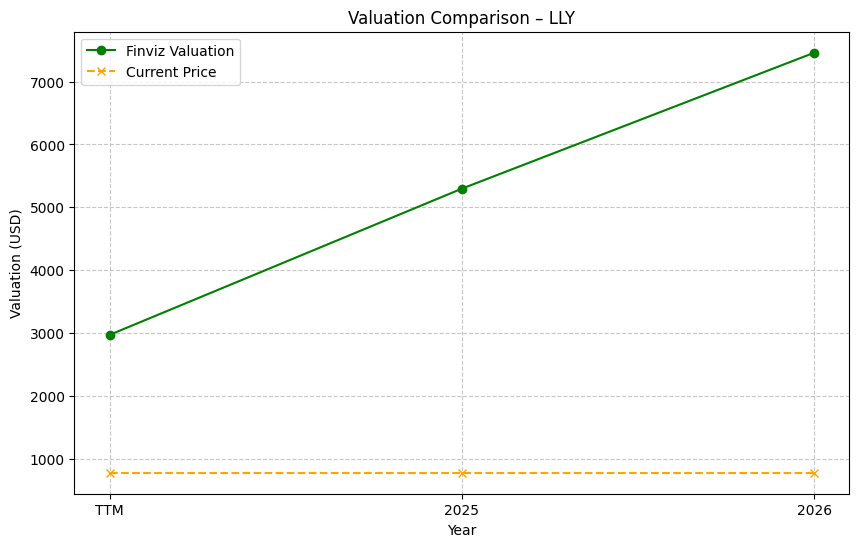 Valuation Comparison – LLY
Finviz Valuation
Current Price
Valuation (USD)
7000
6000
5000
4000
3000
2000
1000
TTM
2025
2026
Year